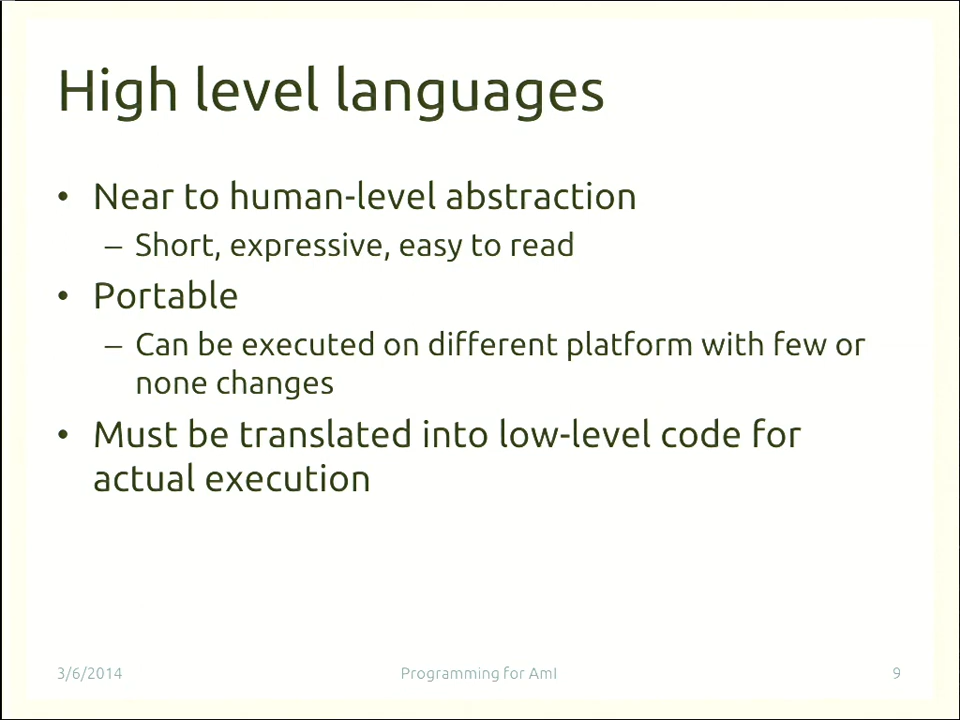 High level languages
• Near to human-level abstraction
– Short, expressive, easy to read
• Portable
– Can be executed on different platform with few or
none changes
• Must be translated into low-level code for
actual execution
3/6/2014
Programming for AmI
9